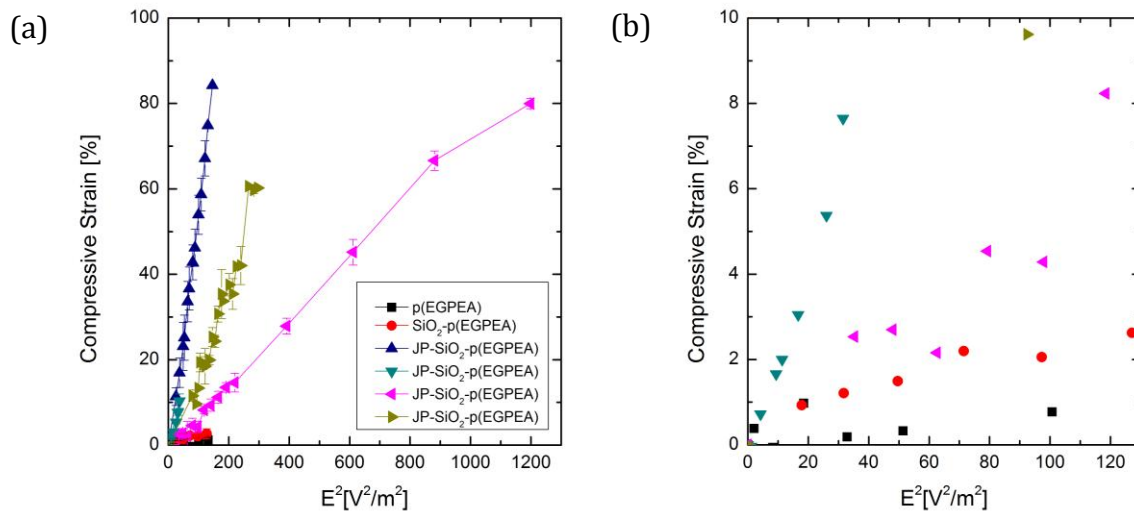 (a)
100
80
60
40
20
0
Compressive Strain [%]
p(EGPEA)
SiO₂-p(EGPEA)
JP-SiO₂-p(EGPEA)
JP-SiO₂-p(EGPEA)
JP-SiO₂-p(EGPEA)
JP-SiO₂-p(EGPEA)
0 200 400 600 800 1000 1200
E²[V²/m²]
(b)
10
8
6
4
2
0
Compressive Strain [%]
0 20 40 60 80 100 120
E²[V²/m²]